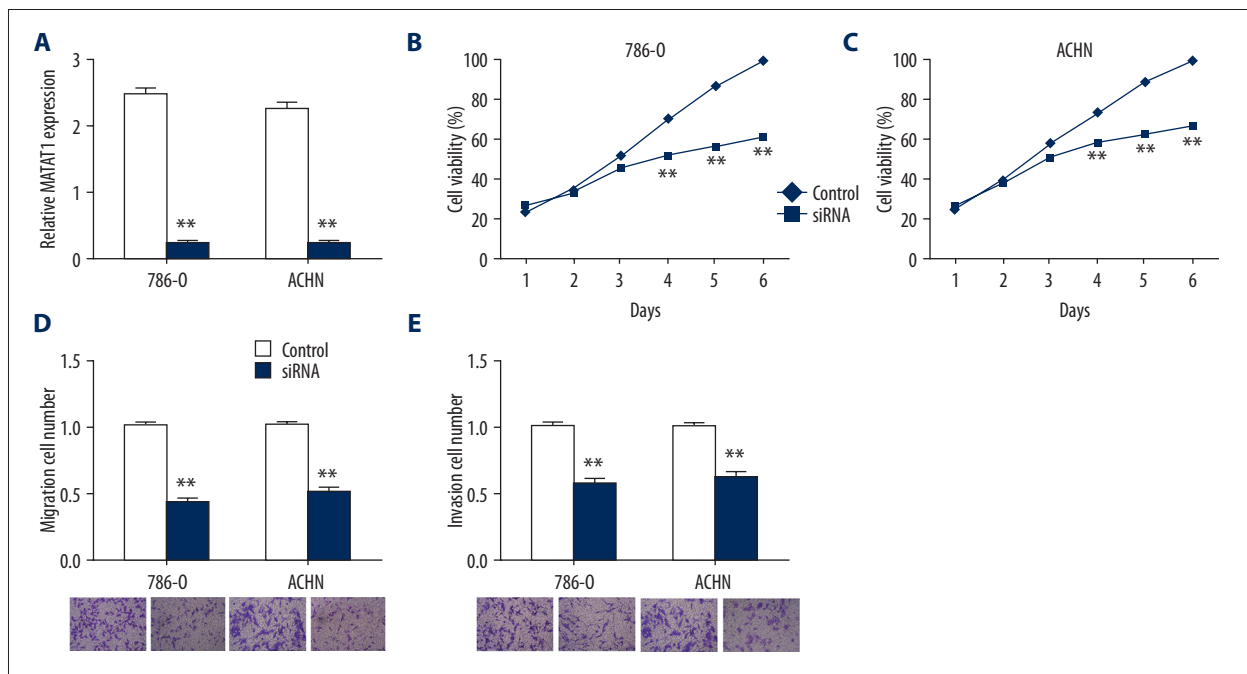 A
Relative MATAT1 expression
3
2
1
0
**
**
786-O
ACHN
B
786-O
Cell viability (%)
100
80
60
40
20
0
**
**
**
1 2 3 4 5 6
Days
Control
siRNA
C
ACHN
Cell viability (%)
100
80
60
40
20
0
**
**
**
1 2 3 4 5 6
Days
D
Control
siRNA
Migration cell number
1.5
1.0
0.5
0.0
**
**
786-O
ACHN
E
Invasion cell number
1.5
1.0
0.5
0.0
**
**
786-O
ACHN